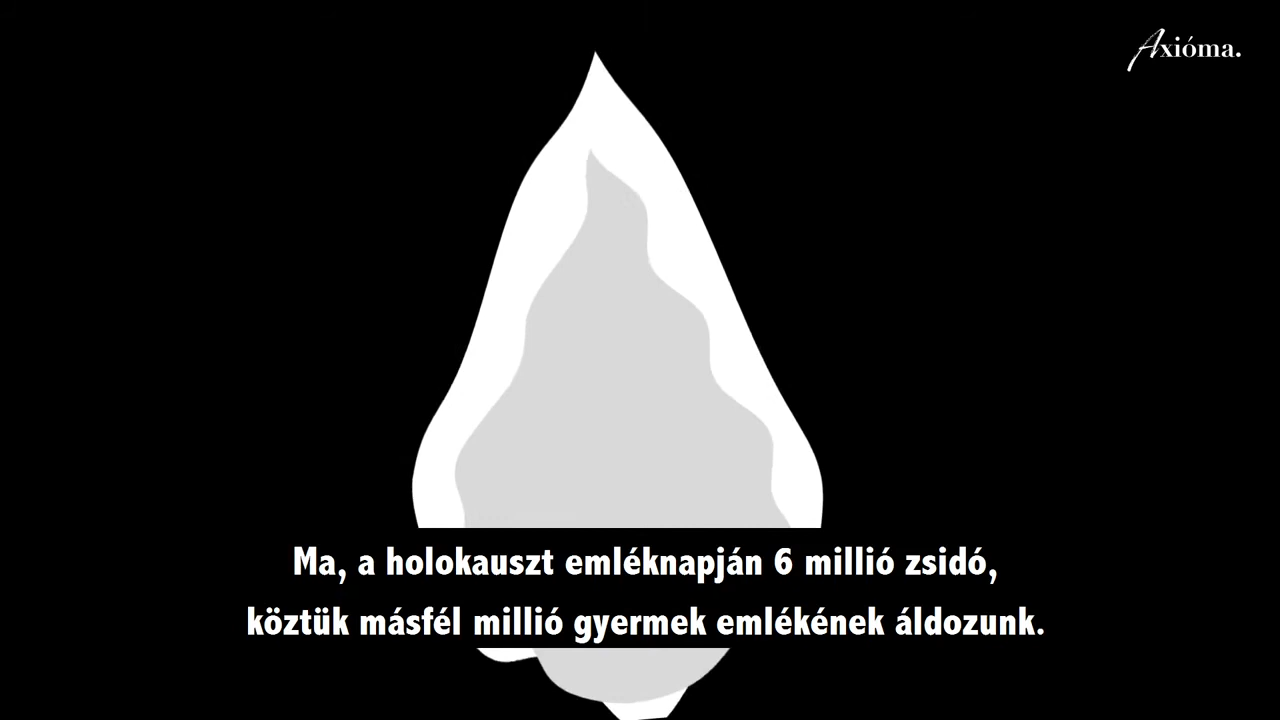 Axióma.
Ma, a holokauszt emléknapján 6 millió zsidó,
köztük másfél millió gyermek emlékének áldozunk.